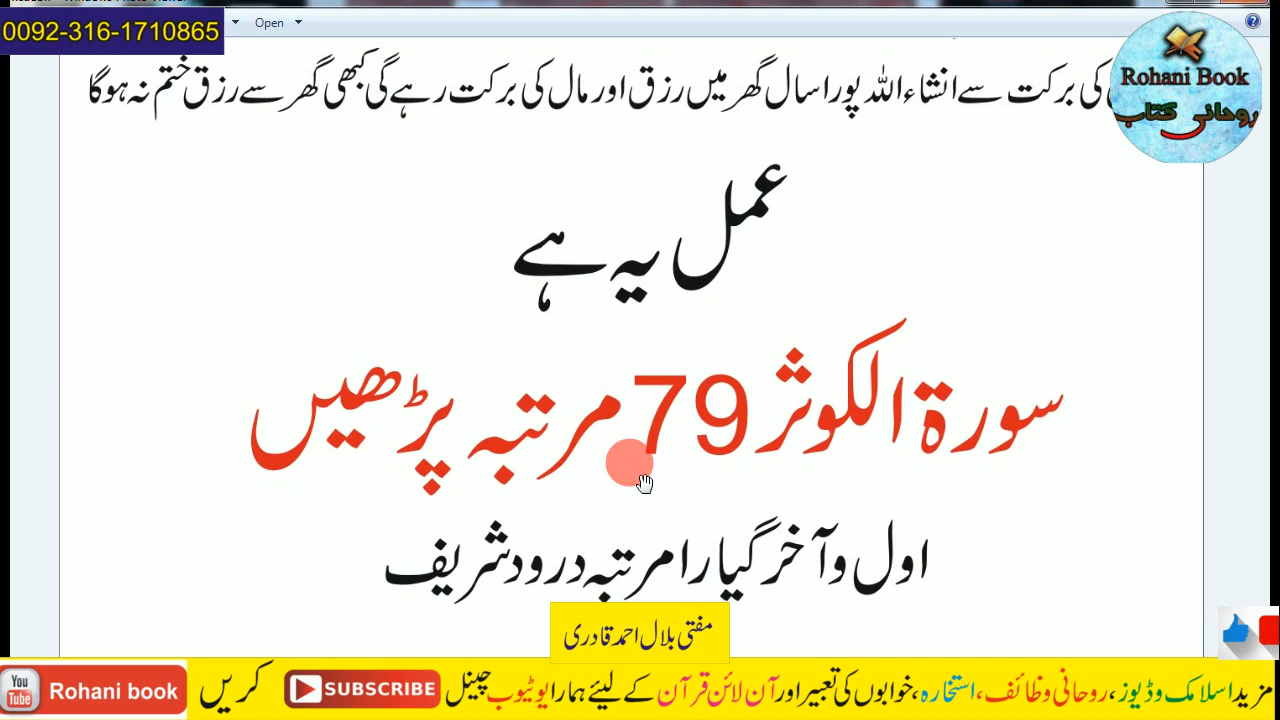 Open
0092-316-1710865
Rohani Book
روحانی کتاب
کی برکت سے انشاء اللہ پورا سال گھر میں رزق اور مال کی برکت رہے گی کبھی گھر سے رزق ختم نہ ہوگا
عمل یہ ہے
سورۃ الکوثر 79 مرتبہ پڑھیں
اول و آخر گیارا مرتبہ درود شریف
مفتی بلال احمد قادری
مزید اسلامک وڈیوز، روحانی وظائف، استخارہ، خوابوں کی تعبیر اور آن لائن قرآن کے لیئے ہمارا یوٹیوب چینل SUBSCRIBE کریں
You Tube Rohani book